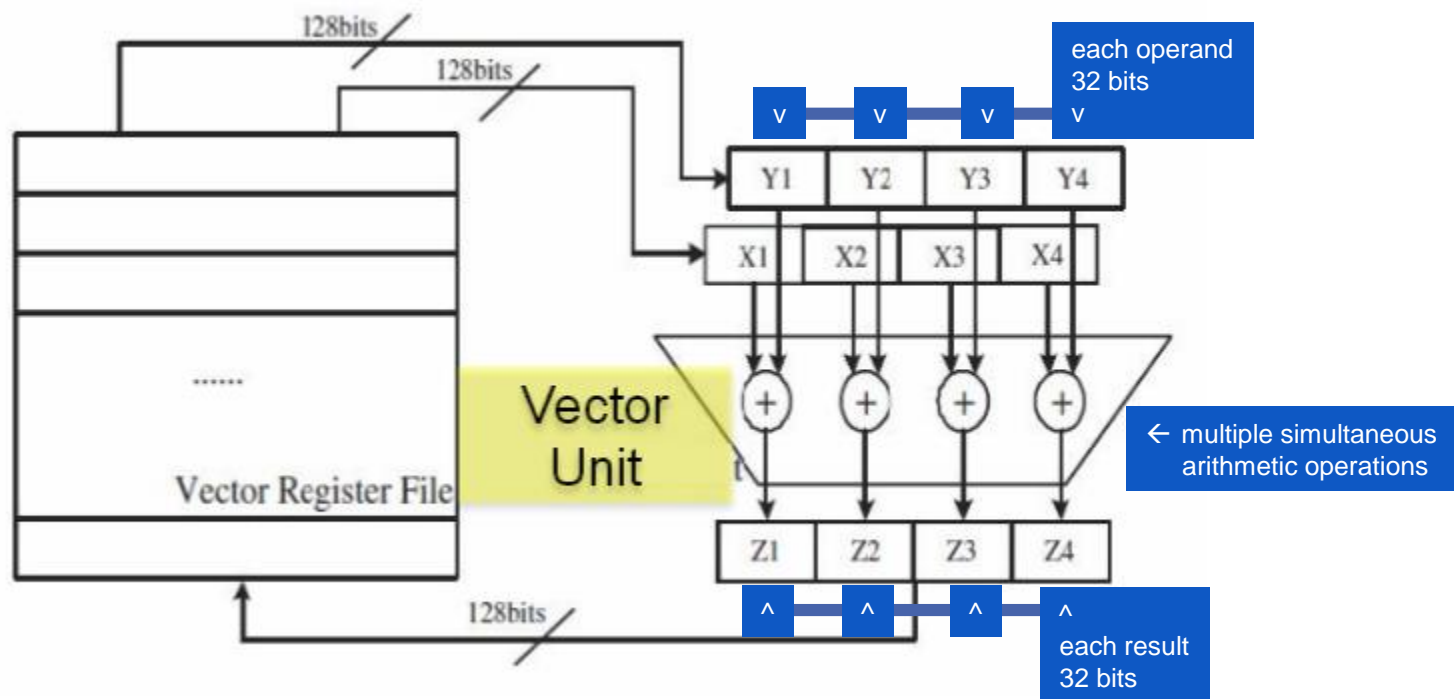 128bits
128bits
each operand
32 bits
v v v v
Y1 Y2 Y3 Y4
X1 X2 X3 X4
......
Vector
Unit
t
+ + + +
← multiple simultaneous
arithmetic operations
Vector Register File
Z1 Z2 Z3 Z4
128bits
^ ^ ^ ^
each result
32 bits